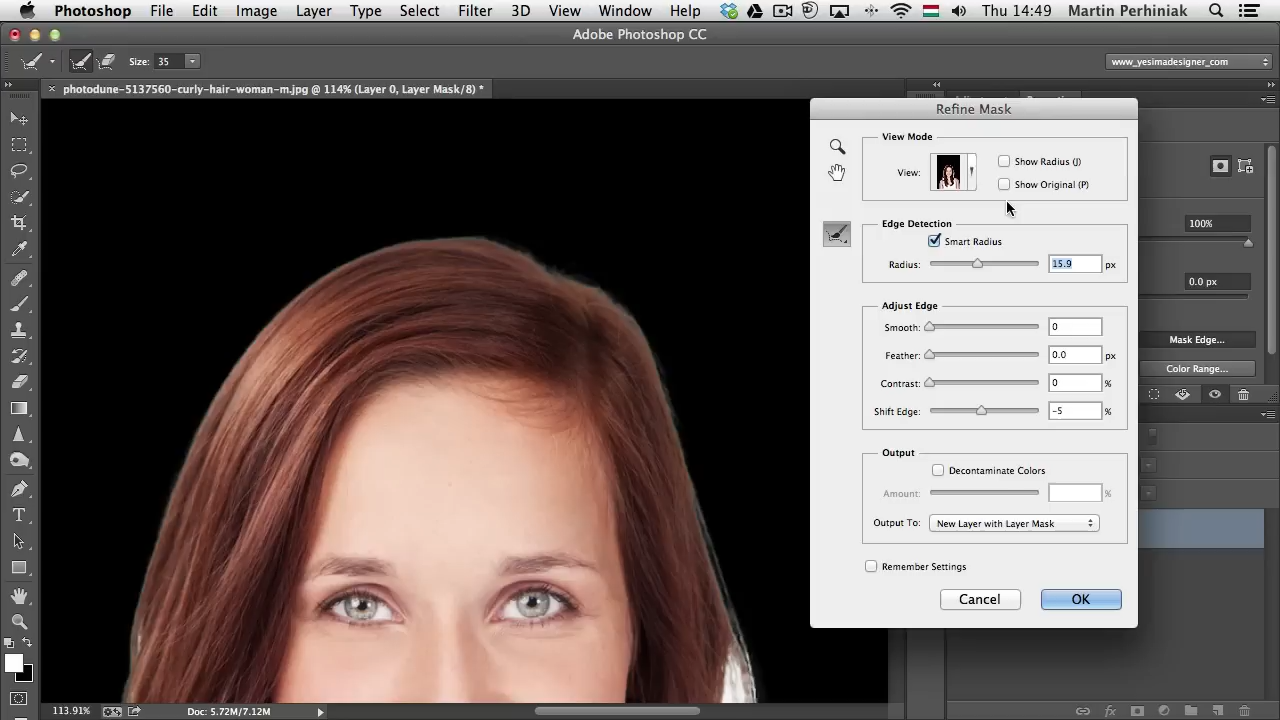 Photoshop File Edit Image Layer Type Select Filter 3D View Window Help Thu 14:49 Martin Perhiniak
Adobe Photoshop CC
Size: 35 www_yesimadesigner_com
photodune-5137560-curly-hair-woman-m.jpg @ 114% (Layer 0, Layer Mask/8) *
Refine Mask
View Mode
View:
Show Radius (J)
Show Original (P)
Edge Detection
Smart Radius
Radius: 15.9 px
Adjust Edge
Smooth: 0
Feather: 0.0 px
Contrast: 0 %
Shift Edge: -5 %
Output
Decontaminate Colors
Amount: %
Output To: New Layer with Layer Mask
Remember Settings
Cancel OK
100%
0.0 px
Mask Edge...
Color Range...
113.91% Doc: 5.72M/7.12M